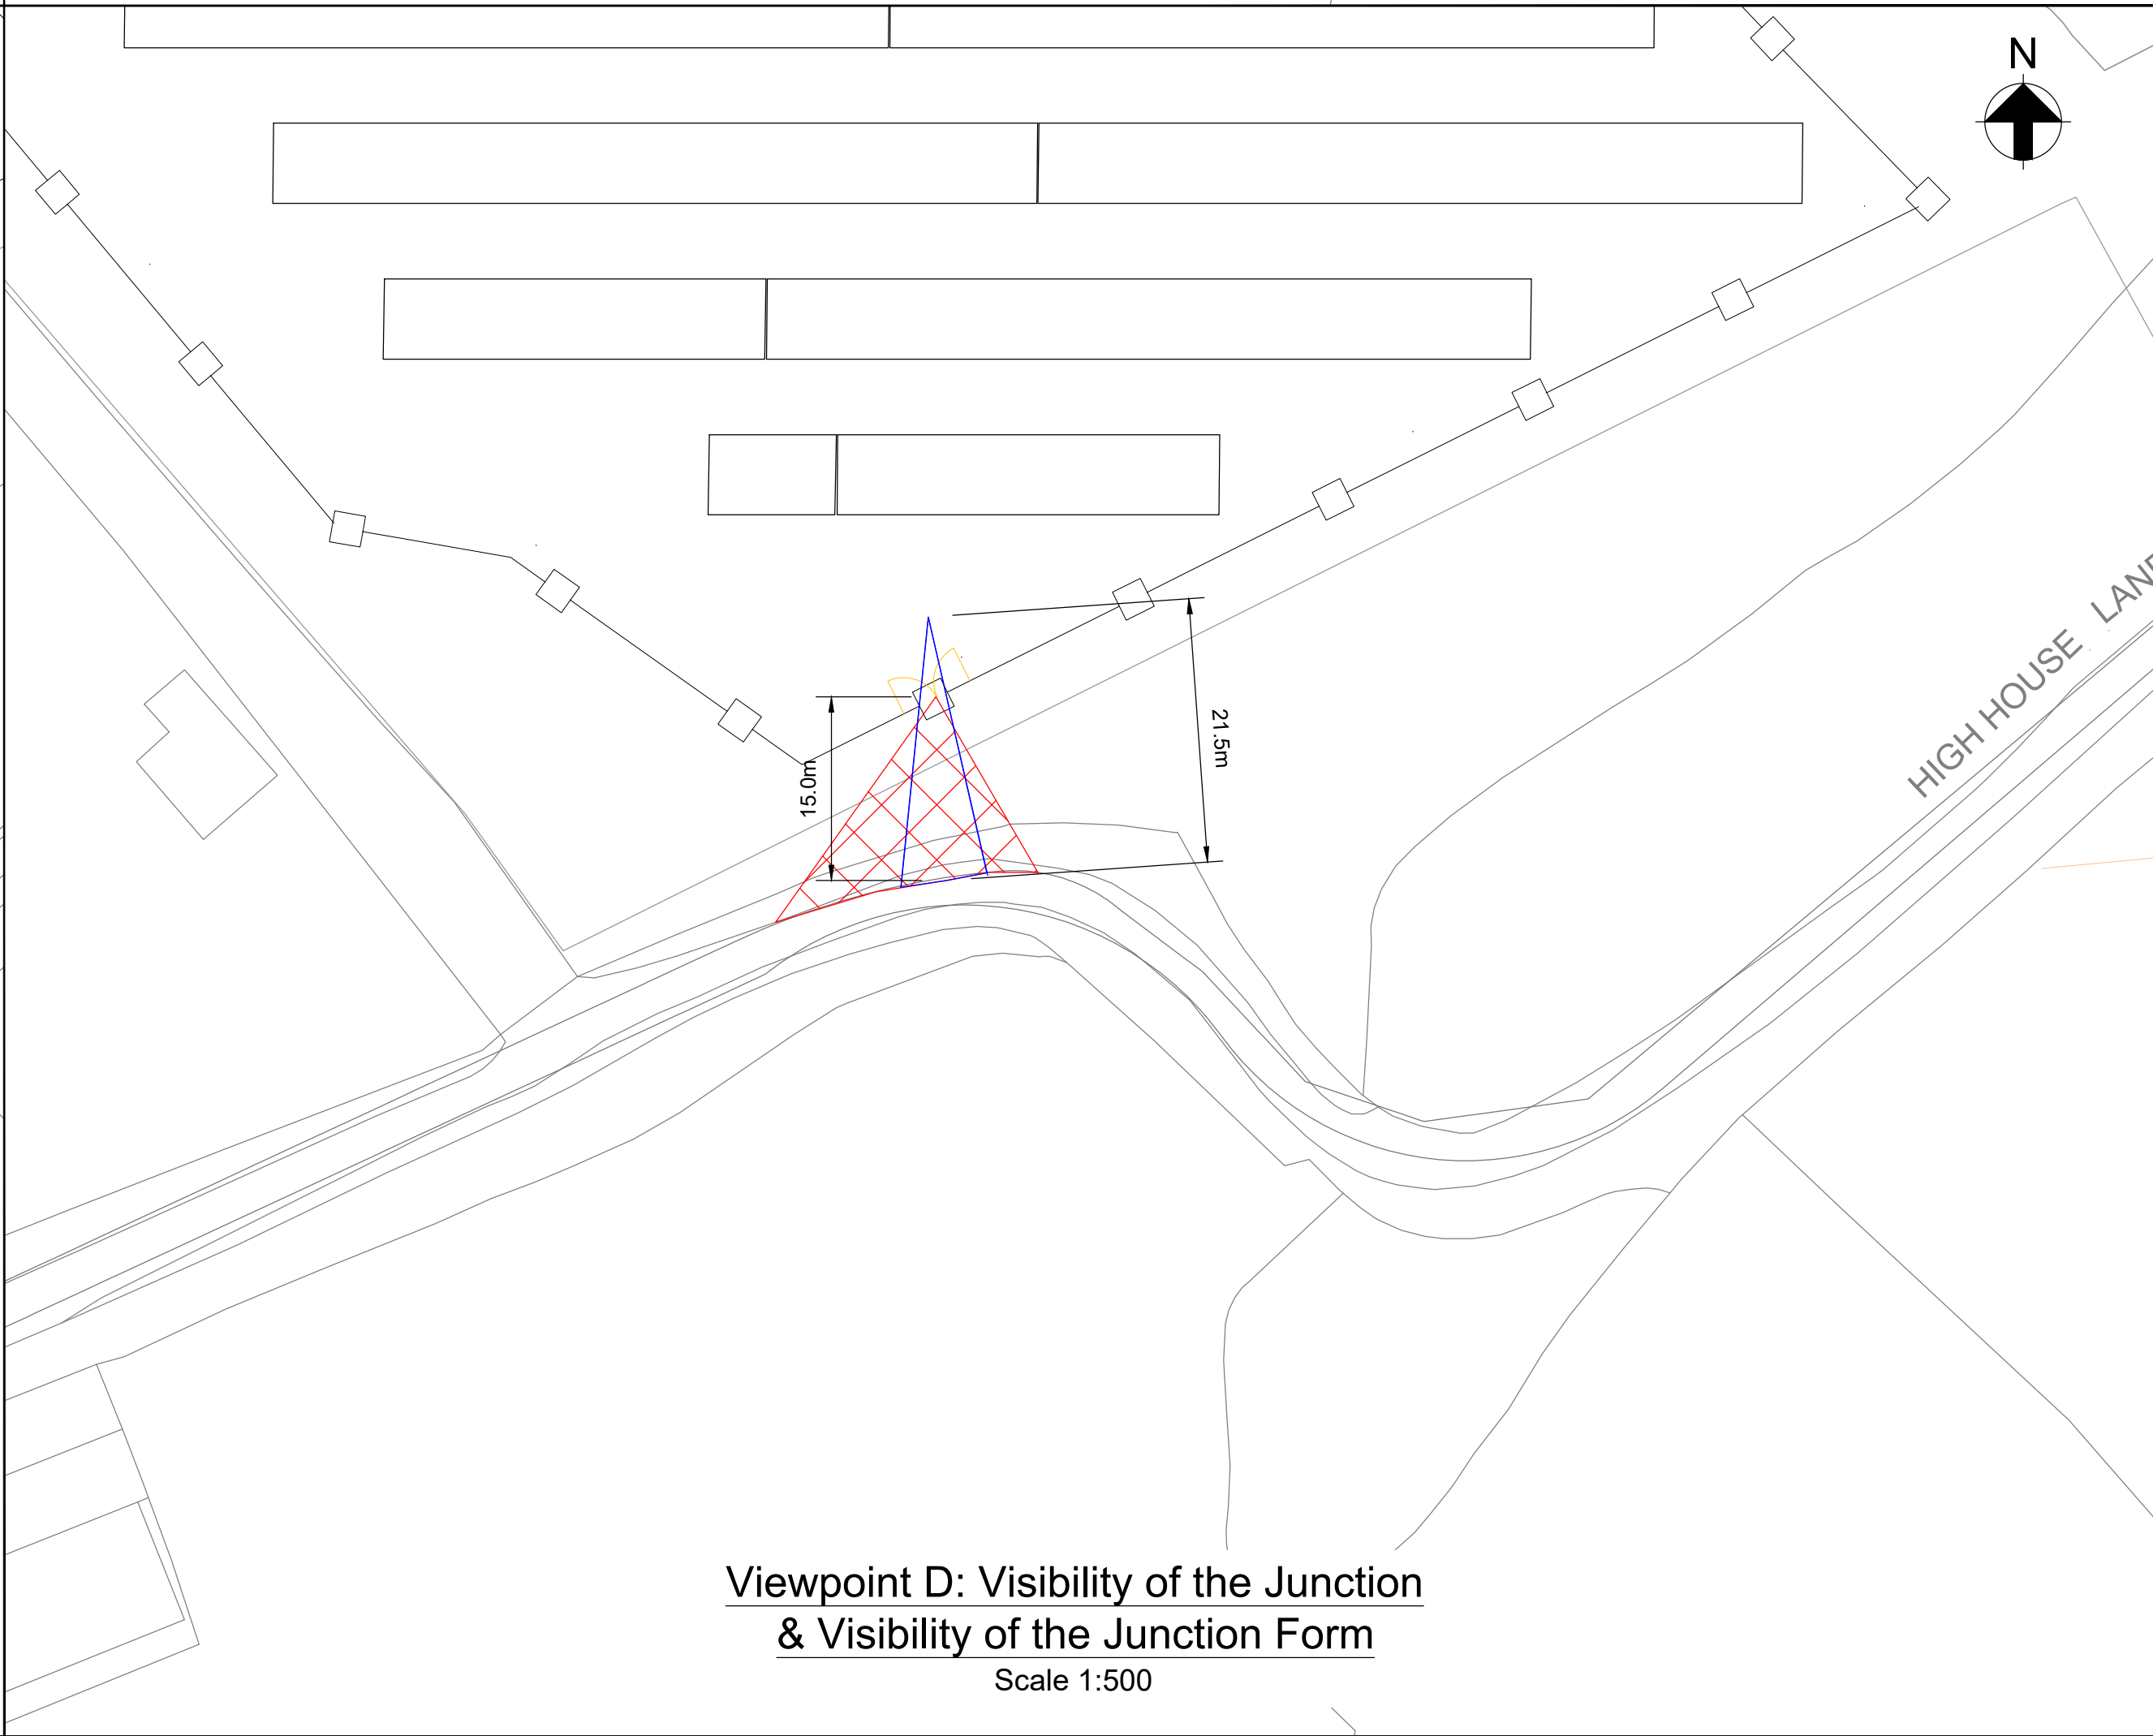 N
HIGH HOUSE LANE
21.5m
15.0m
Viewpoint D: Visibility of the Junction
& Visibility of the Junction Form
Scale 1:500